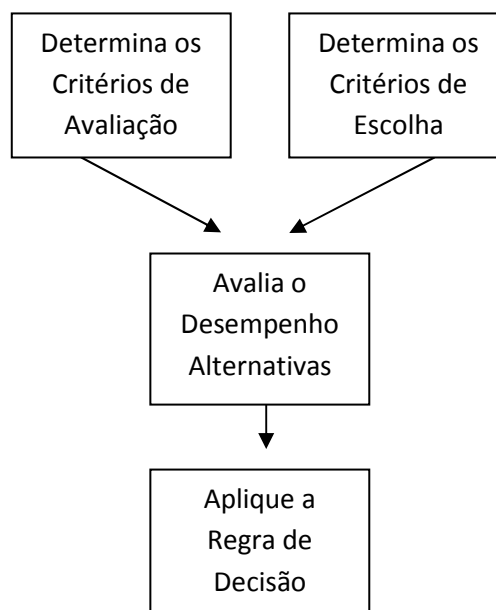 Determina os
Critérios de
Avaliação
Determina os
Critérios de
Escolha
Avalia o
Desempenho
Alternativas
Aplique a
Regra de
Decisão